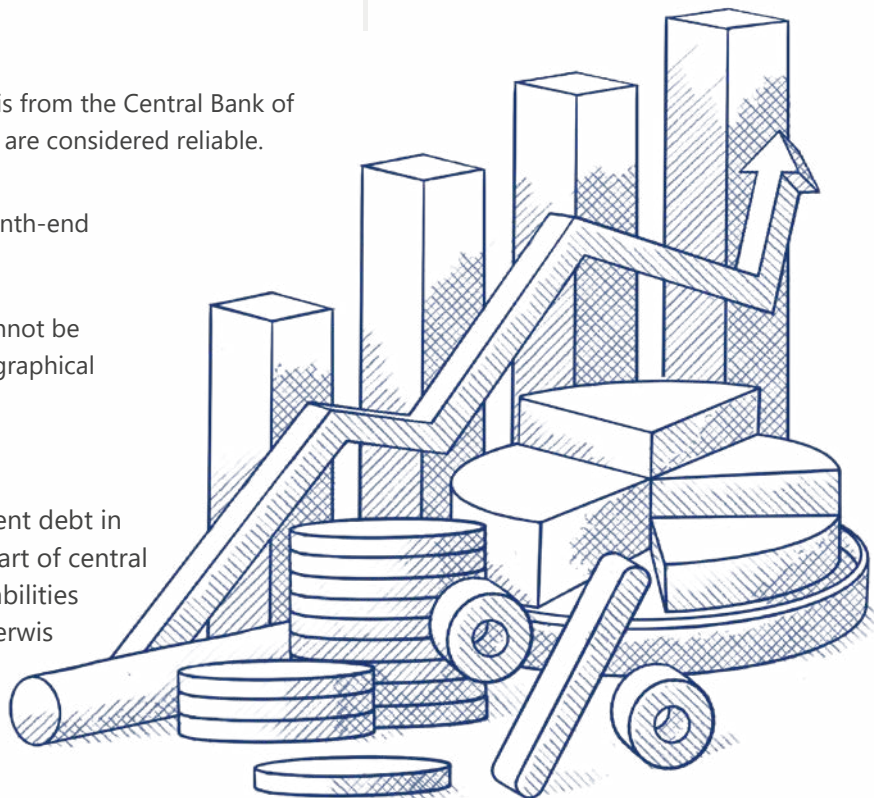 is from the Central Bank of
are considered reliable.
nth-end
nnot be
graphical
ent debt in
art of central
abilities
erwis